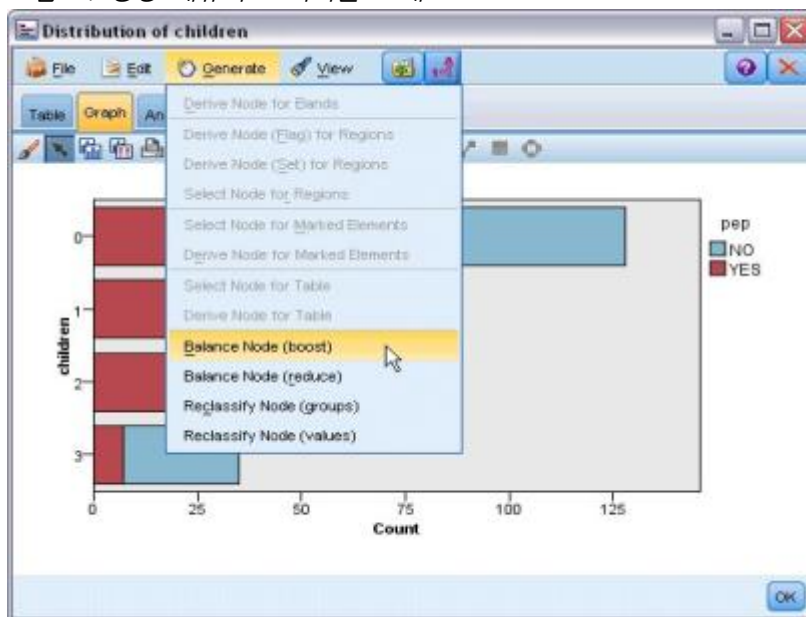 Distribution of children
File Edit Generate View
Table Graph An
Derive Node for Bands
Derive Node (Flag) for Regions
Derive Node (Set) for Regions
Select Node for Regions
Select Node for Marked Elements
Derive Node for Marked Elements
Select Node for Table
Derive Node for Table
Balance Node (boost)
Balance Node (reduce)
Reclassify Node (groups)
Reclassify Node (values)
children
0
1
2
3
0 25 50 75 100 125
Count
pep
NO
YES
OK